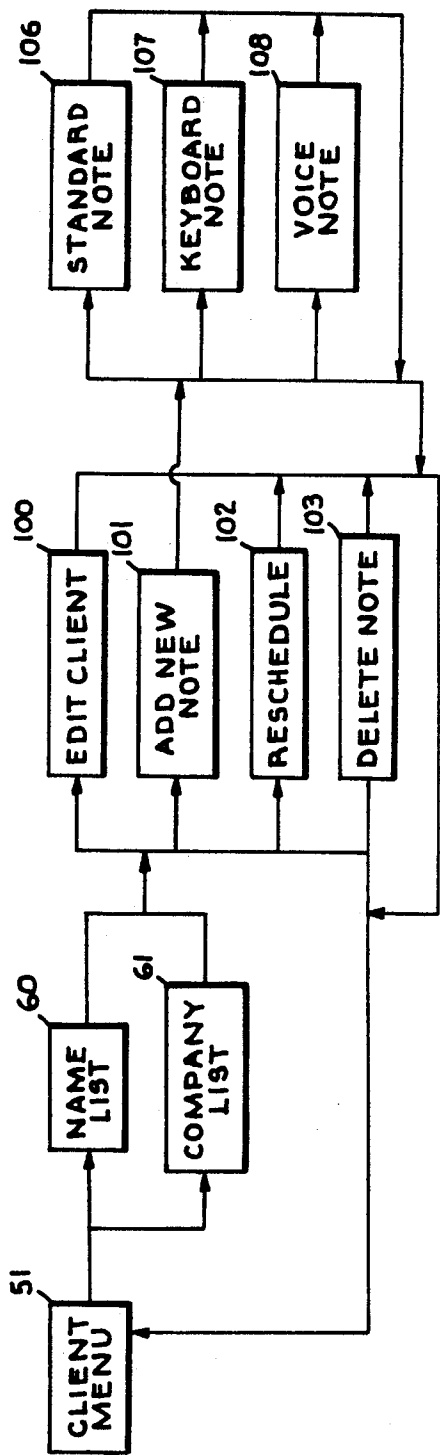 51
CLIENT
MENU
60
NAME
LIST
61
COMPANY
LIST
100
EDIT CLIENT
101
ADD NEW
NOTE
102
RESCHEDULE
103
DELETE NOTE
106
STANDARD
NOTE
107
KEYBOARD
NOTE
108
VOICE
NOTE